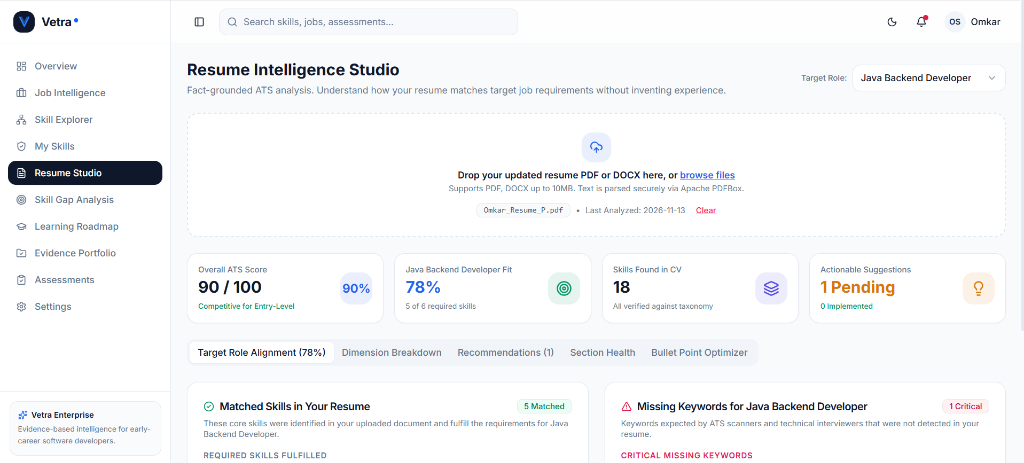 Vetra
Search skills, jobs, assessments...
OS
Omkar
Overview
Job Intelligence
Skill Explorer
My Skills
Resume Studio
Skill Gap Analysis
Learning Roadmap
Evidence Portfolio
Assessments
Settings
Vetra Enterprise
Evidence-based intelligence for early-
career software developers.
Resume Intelligence Studio
Fact-grounded ATS analysis. Understand how your resume matches target job requirements without inventing experience.
Target Role:
Java Backend Developer
Drop your updated resume PDF or DOCX here, or browse files
Supports PDF, DOCX up to 10MB. Text is parsed securely via Apache PDFBox.
Omkar_Resume_P.pdf • Last Analyzed: 2026-11-13 Clear
Overall ATS Score
90 / 100
90%
Competitive for Entry-Level
Java Backend Developer Fit
78%
5 of 6 required skills
Skills Found in CV
18
All verified against taxonomy
Actionable Suggestions
1 Pending
0 Implemented
Target Role Alignment (78%)
Dimension Breakdown
Recommendations (1)
Section Health
Bullet Point Optimizer
Matched Skills in Your Resume
5 Matched
These core skills were identified in your uploaded document and fulfill the requirements for Java
Backend Developer.
REQUIRED SKILLS FULFILLED
Missing Keywords for Java Backend Developer
1 Critical
Keywords expected by ATS scanners and technical interviewers that were not detected in your
resume.
CRITICAL MISSING KEYWORDS